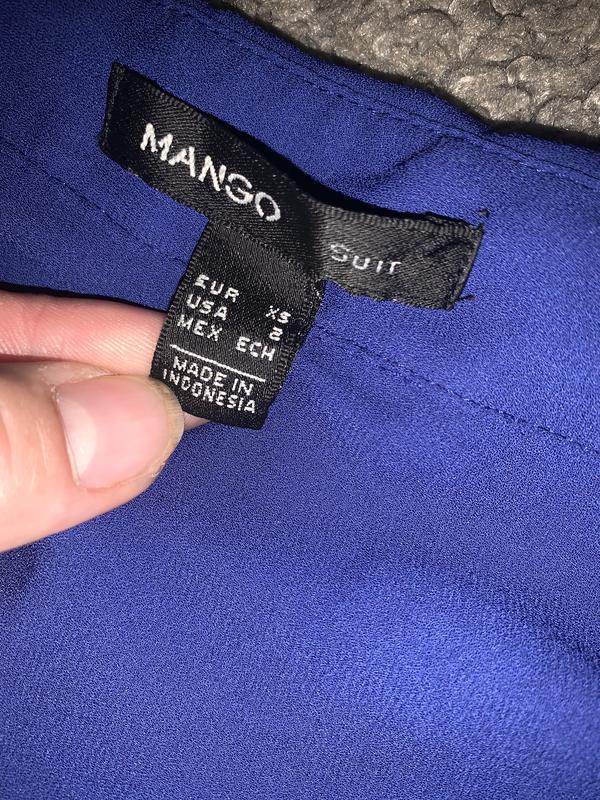 MANGO SUIT
EUR XS
USA 2
MEX ECH
MADE IN
INDONESIA